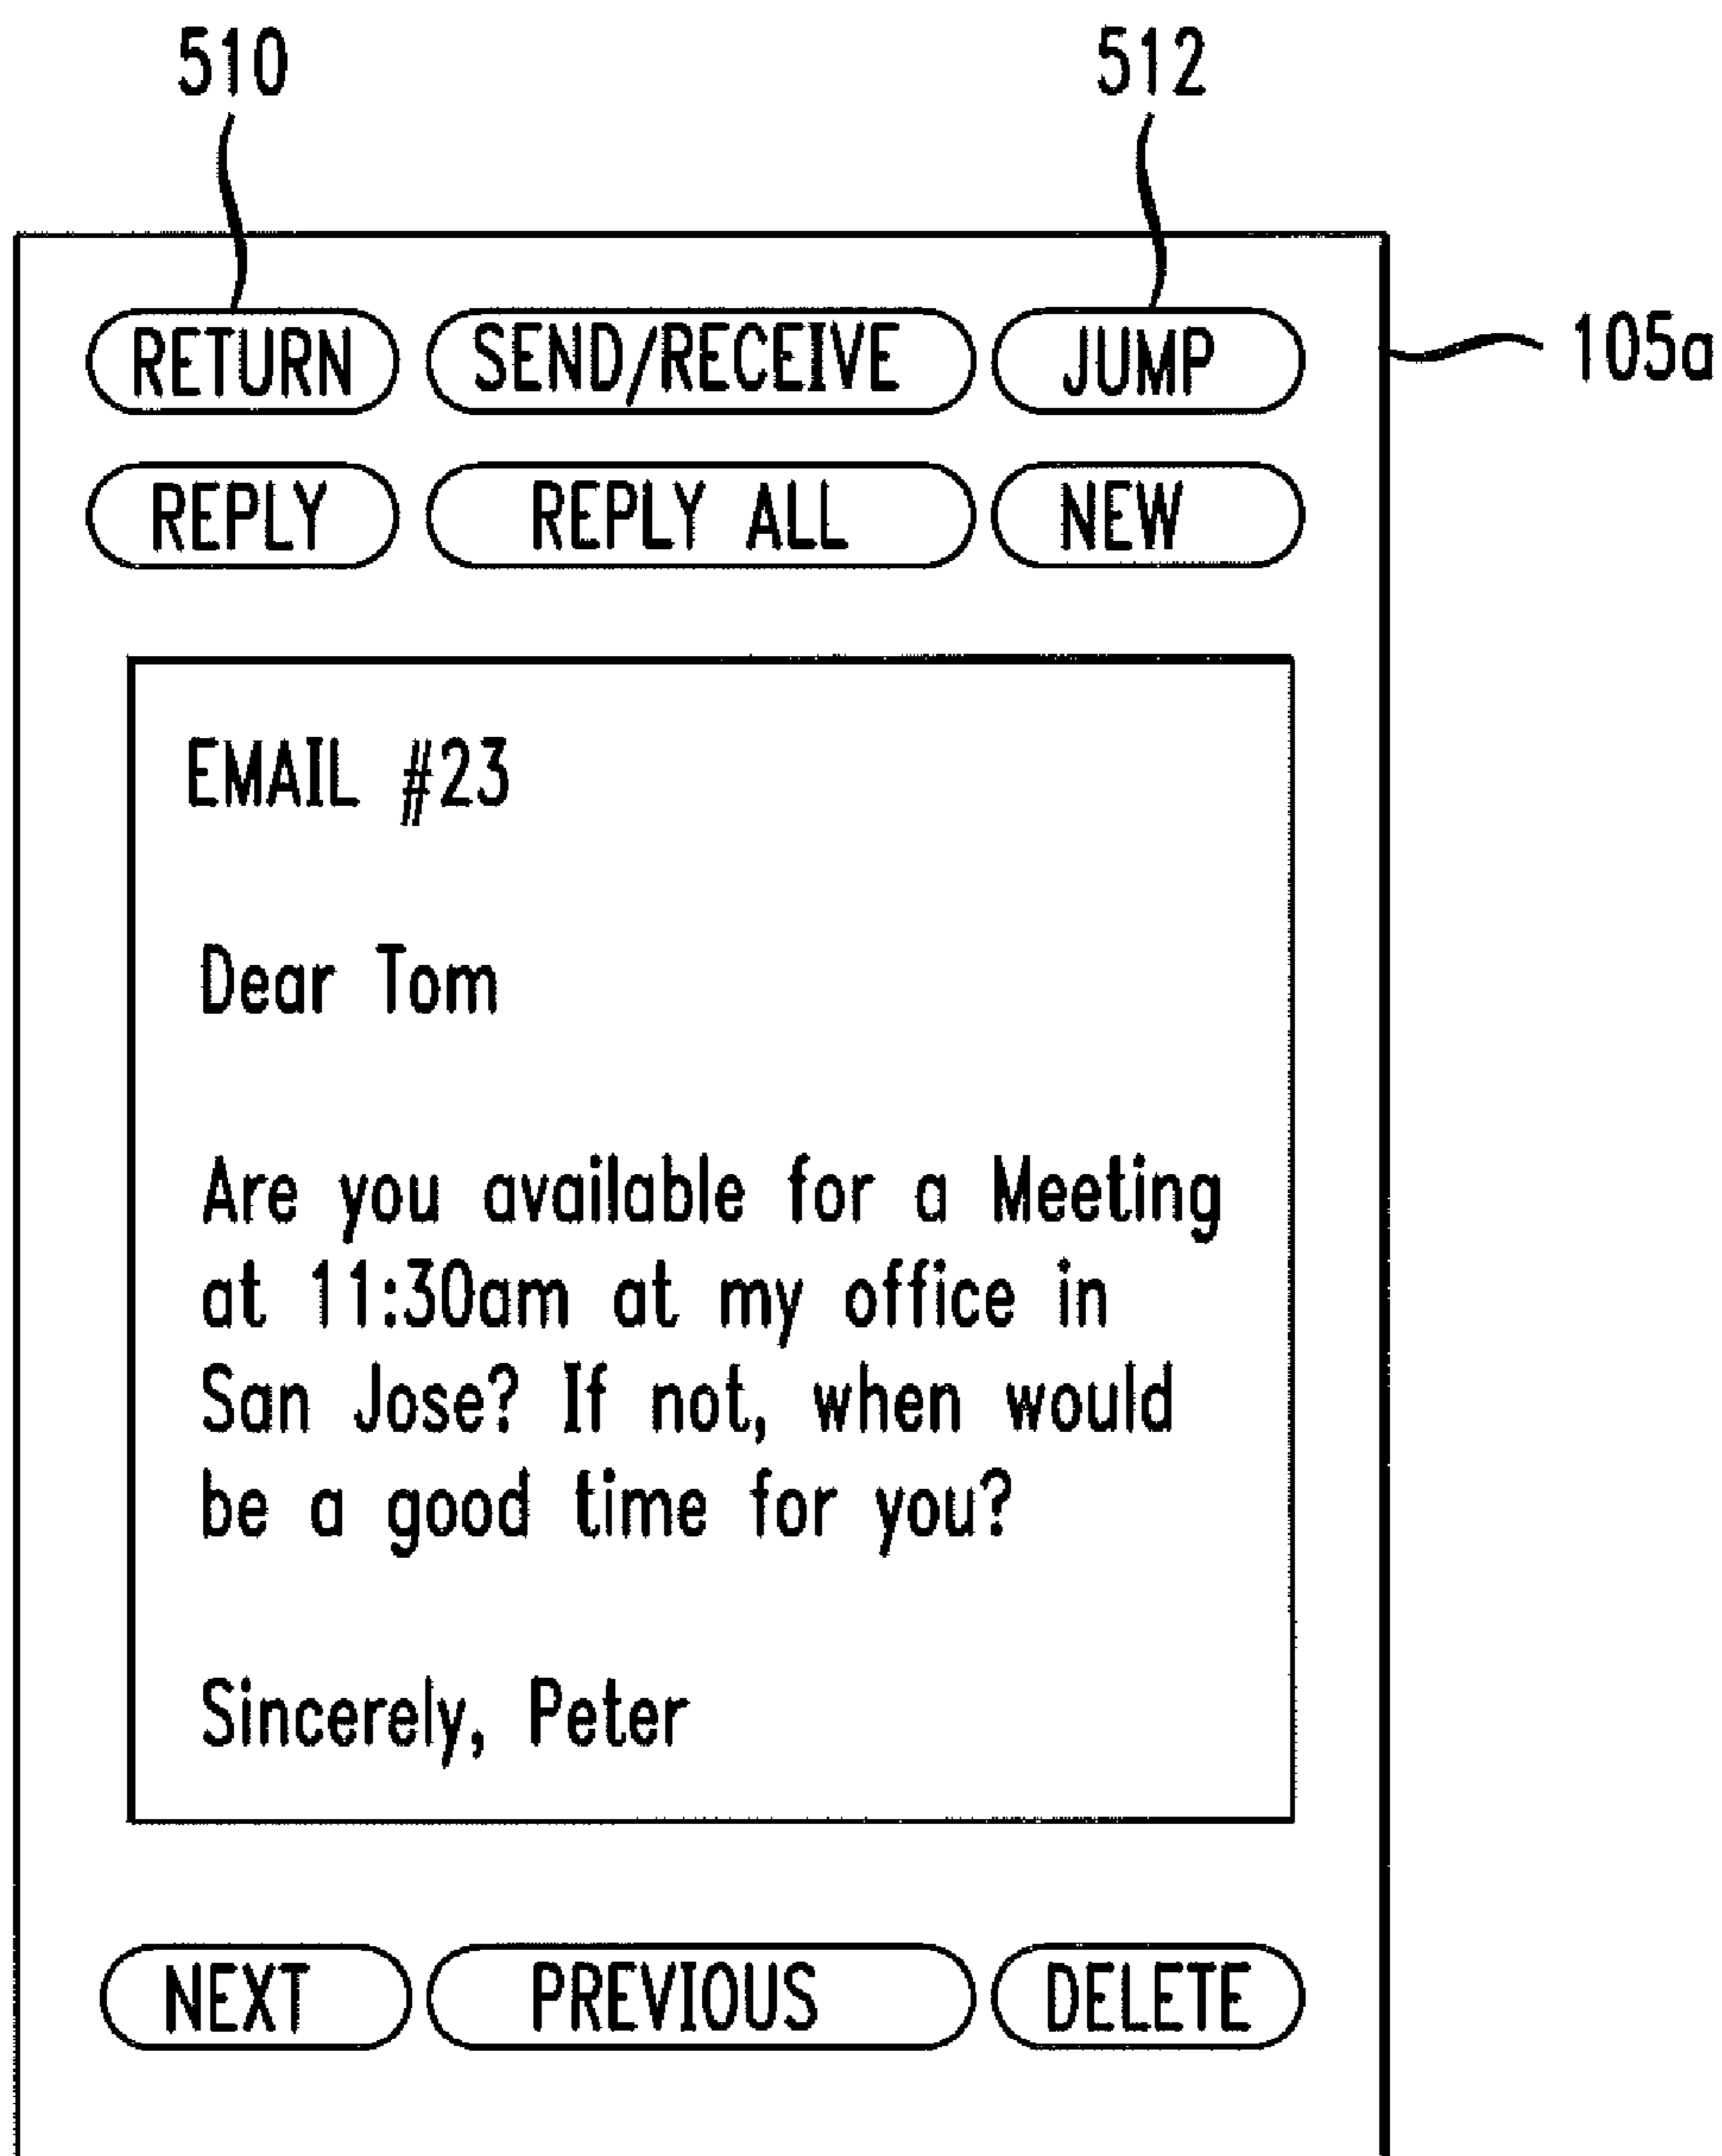 510 512
RETURN SEND/RECEIVE JUMP 105a
REPLY REPLY ALL NEW
EMAIL #23
Dear Tom
Are you available for a Meeting
at 11:30am at my office in
San Jose? If not, when would
be a good time for you?
Sincerely, Peter
NEXT PREVIOUS DELETE